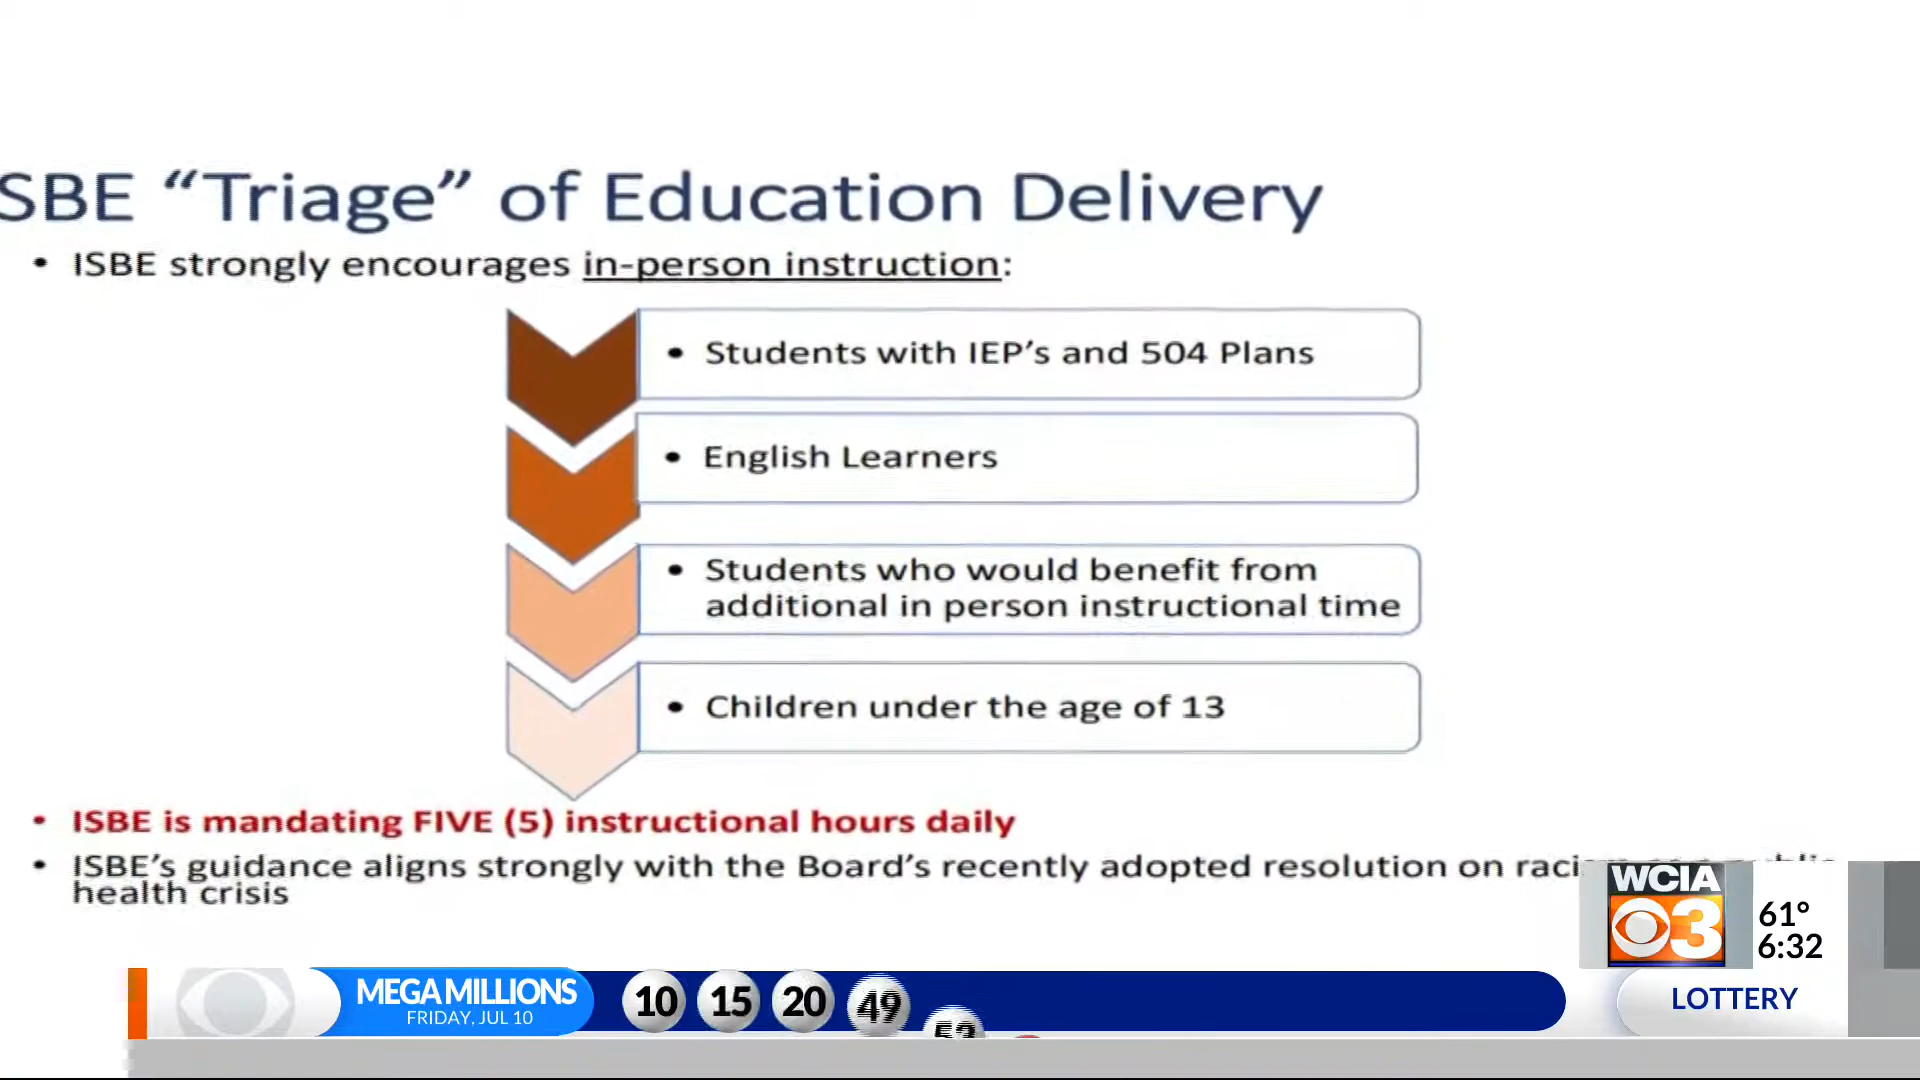 SBE “Triage” of Education Delivery
• ISBE strongly encourages in-person instruction:
• Students with IEP’s and 504 Plans
• English Learners
• Students who would benefit from
additional in person instructional time
• Children under the age of 13
• ISBE is mandating FIVE (5) instructional hours daily
• ISBE’s guidance aligns strongly with the Board’s recently adopted resolution on
health crisis
WCIA
3
61°
6:32
MEGA MILLIONS
FRIDAY, JUL 10
10 15 20 49 53
LOTTERY